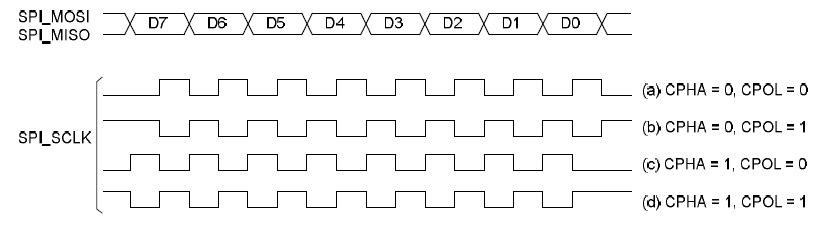 SPI_MOSI
SPI_MISO
D7 D6 D5 D4 D3 D2 D1 D0
SPI_SCLK
(a) CPHA = 0, CPOL = 0
(b) CPHA = 0, CPOL = 1
(c) CPHA = 1, CPOL = 0
(d) CPHA = 1, CPOL = 1